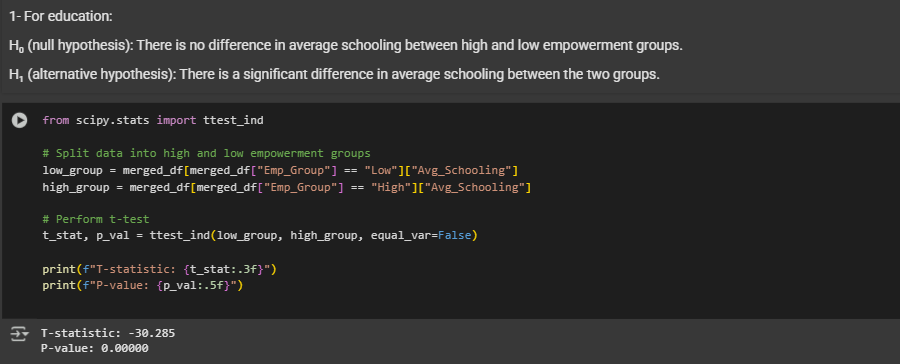 1- For education:
H₀ (null hypothesis): There is no difference in average schooling between high and low empowerment groups.
H₁ (alternative hypothesis): There is a significant difference in average schooling between the two groups.
from scipy.stats import ttest_ind
# Split data into high and low empowerment groups
low_group = merged_df[merged_df["Emp_Group"] == "Low"]["Avg_Schooling"]
high_group = merged_df[merged_df["Emp_Group"] == "High"]["Avg_Schooling"]
# Perform t-test
t_stat, p_val = ttest_ind(low_group, high_group, equal_var=False)
print(f"T-statistic: {t_stat:.3f}")
print(f"P-value: {p_val:.5f}")
T-statistic: -30.285
P-value: 0.00000